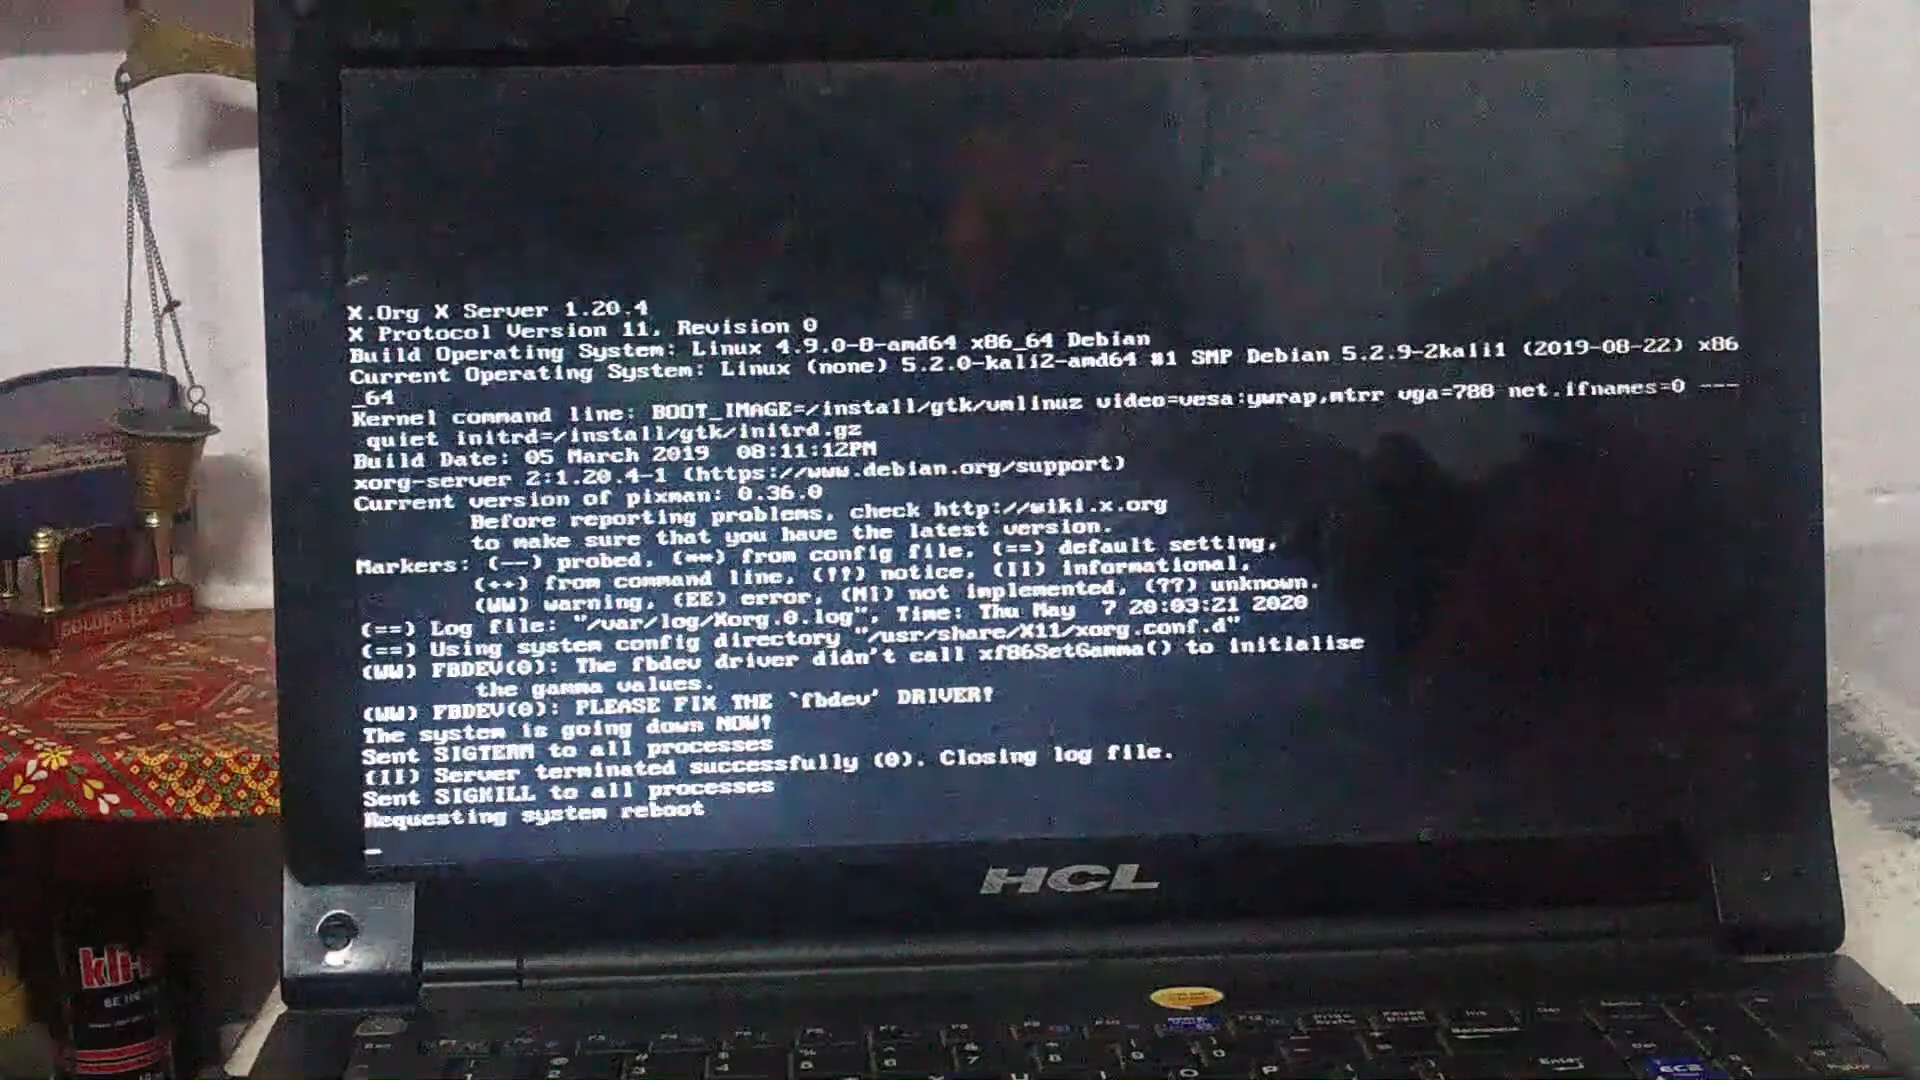 X.Org X Server 1.20.4
X Protocol Version 11, Revision 0
Build Operating System: Linux 4.9.0-8-amd64 x86_64 Debian
Current Operating System: Linux (none) 5.2.0-kali2-amd64 #1 SMP Debian 5.2.9-2kali1 (2019-08-22) x86
_64
Kernel command line: BOOT_IMAGE=/install/gtk/vmlinuz video=vesa:ywrap,mtrr vga=788 net.ifnames=0 ---
quiet initrd=/install/gtk/initrd.gz
Build Date: 05 March 2019  08:11:12PM
xorg-server 2:1.20.4-1 (https://www.debian.org/support)
Current version of pixman: 0.36.0
Before reporting problems, check http://wiki.x.org
to make sure that you have the latest version.
Markers: (--) probed, (**) from config file, (==) default setting,
(++) from command line, (!!) notice, (II) informational,
(WW) warning, (EE) error, (NI) not implemented, (??) unknown.
(==) Log file: "/var/log/Xorg.0.log", Time: Thu May  7 20:03:21 2020
(==) Using system config directory "/usr/share/X11/xorg.conf.d"
(WW) FBDEV(0): The fbdev driver didn't call xf86SetGamma() to initialise
the gamma values.
(WW) FBDEV(0): PLEASE FIX THE `fbdev' DRIVER!
The system is going down NOW!
Sent SIGTERM to all processes
(II) Server terminated successfully (0). Closing log file.
Sent SIGKILL to all processes
Requesting system reboot
HCL
GOLDEN TEMPLE